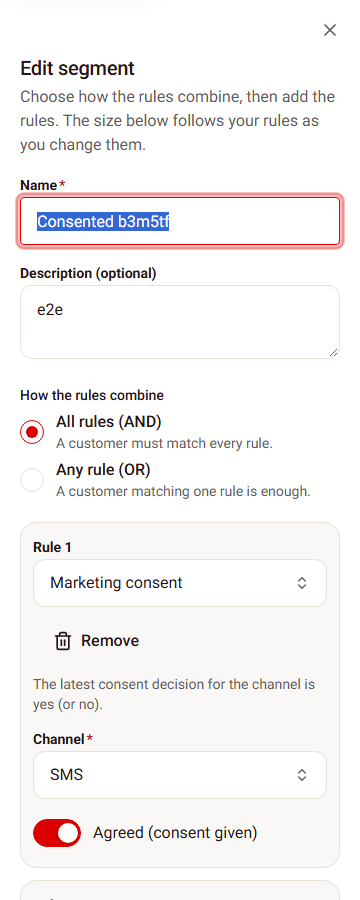 Edit segment
Choose how the rules combine, then add the
rules. The size below follows your rules as
you change them.
Name*
Consented b3m5tf
Description (optional)
e2e
How the rules combine
All rules (AND)
A customer must match every rule.
Any rule (OR)
A customer matching one rule is enough.
Rule 1
Marketing consent
Remove
The latest consent decision for the channel is
yes (or no).
Channel*
SMS
Agreed (consent given)